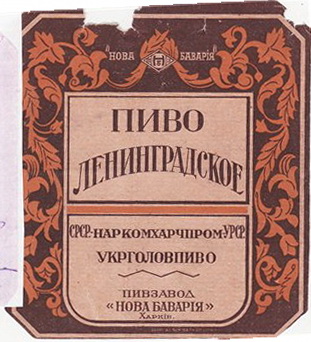 "НОВА БАВАРІЯ"
ПИВО
ЛЕНИНГРАДСКОЕ
СРСР-НАРКОМХАРЧПРОМ-УРСР
УКРГОЛОВПИВО
ПИВЗАВОД
«НОВА БАВАРІЯ»
ХАРКІВ.